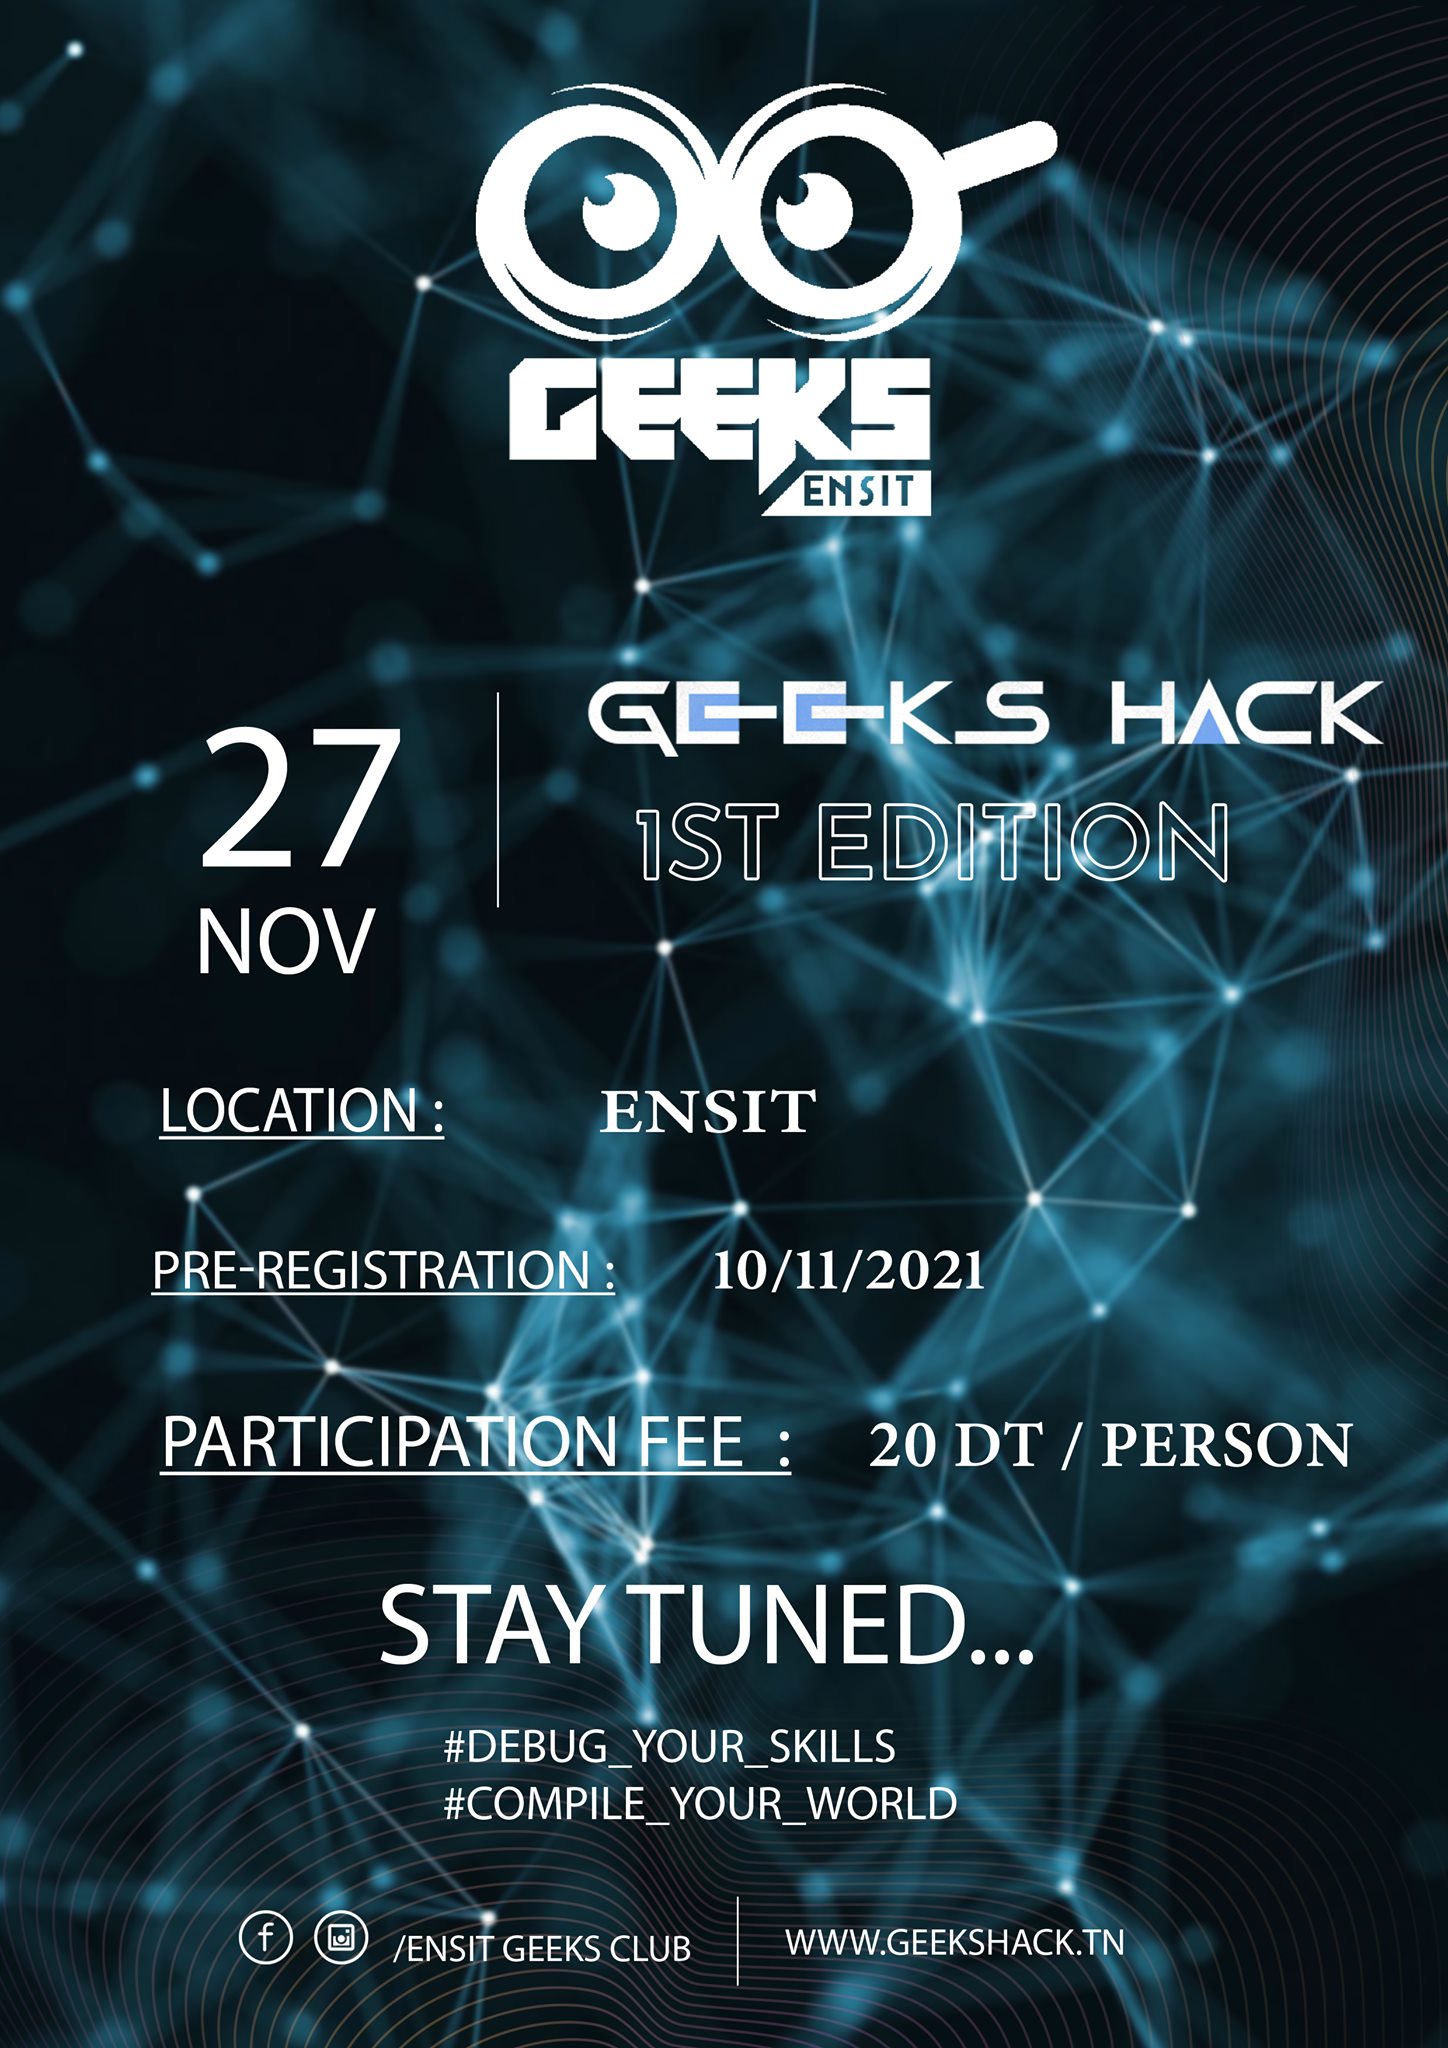 GEEKS
ENSIT
27
NOV
GEEKS HACK
1ST EDITION
LOCATION : ENSIT
PRE-REGISTRATION : 10/11/2021
PARTICIPATION FEE : 20 DT / PERSON
STAY TUNED...
#DEBUG_YOUR_SKILLS
#COMPILE_YOUR_WORLD
/ENSIT GEEKS CLUB
WWW.GEEKSHACK.TN